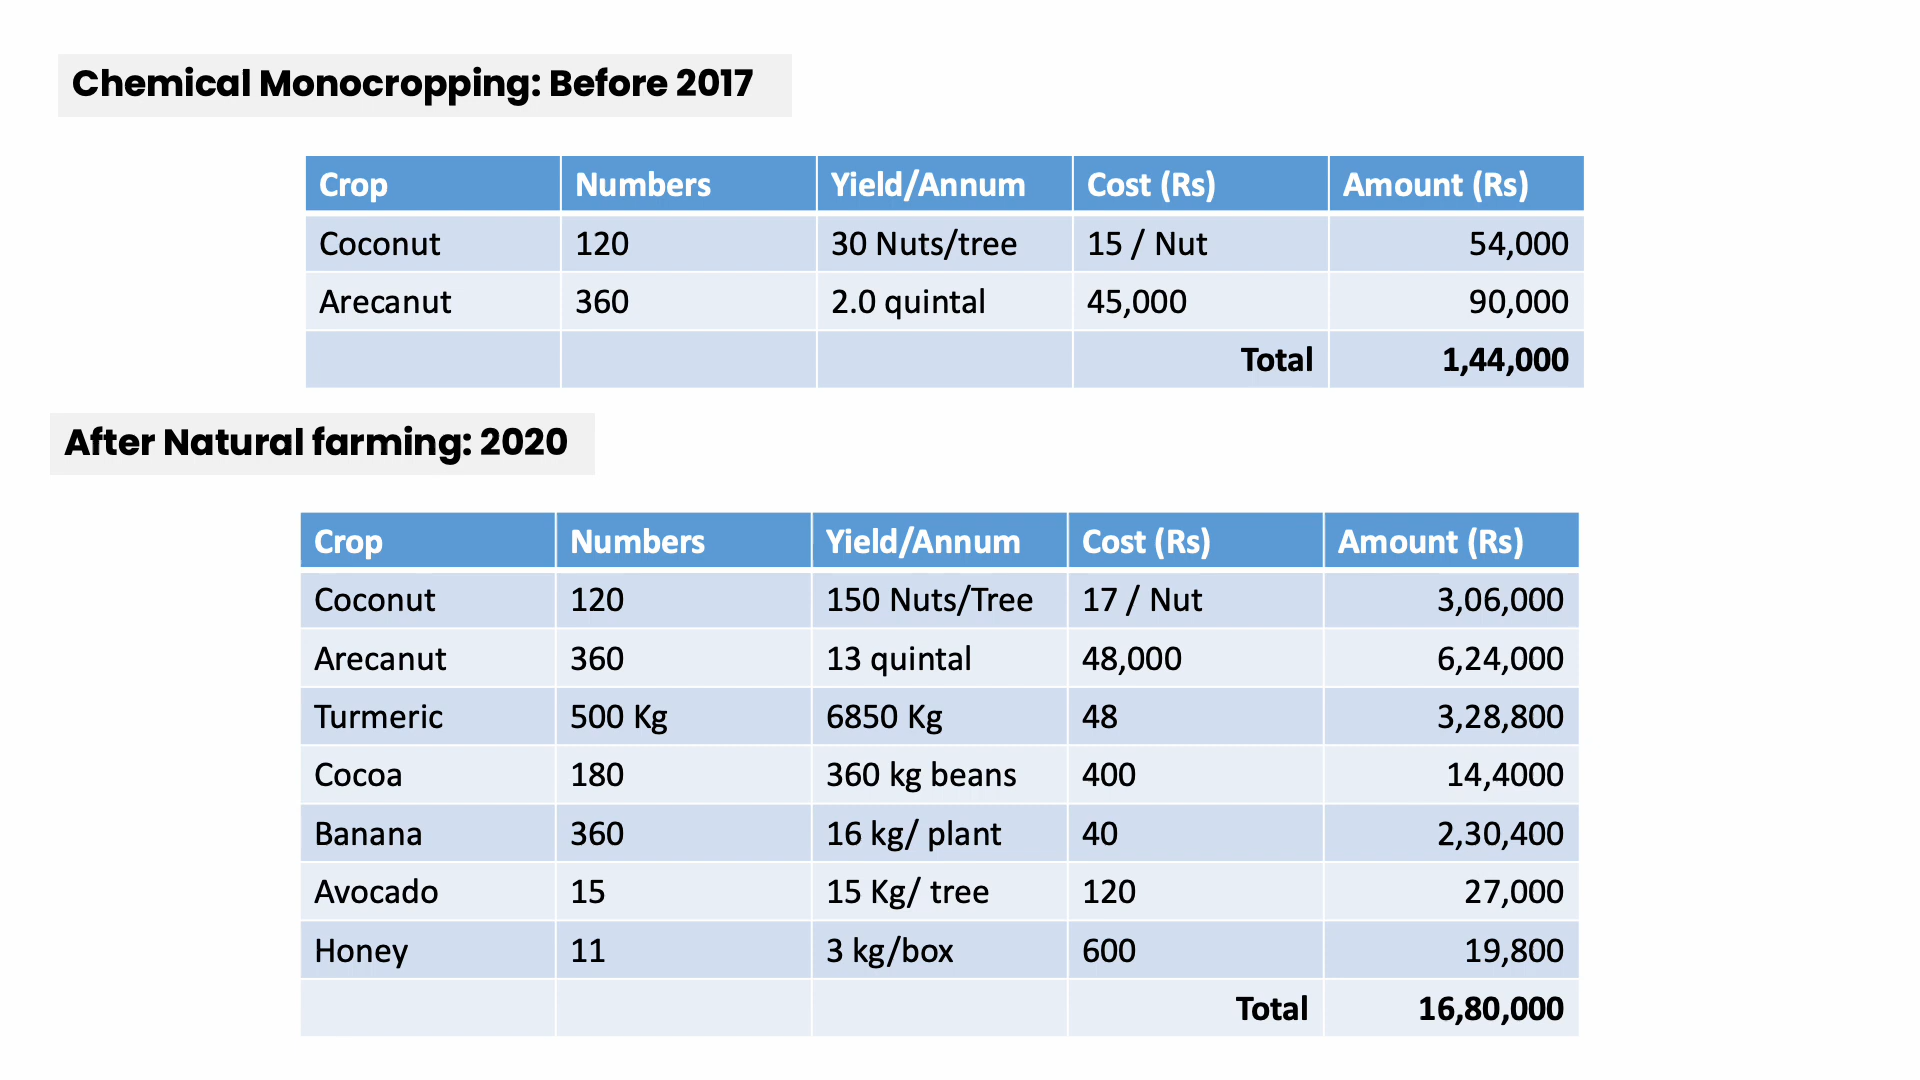 Chemical Monocropping: Before 2017
Crop Numbers Yield/Annum Cost (Rs) Amount (Rs)
Coconut 120 30 Nuts/tree 15 / Nut 54,000
Arecanut 360 2.0 quintal 45,000 90,000
Total 1,44,000
After Natural farming: 2020
Crop Numbers Yield/Annum Cost (Rs) Amount (Rs)
Coconut 120 150 Nuts/Tree 17 / Nut 3,06,000
Arecanut 360 13 quintal 48,000 6,24,000
Turmeric 500 Kg 6850 Kg 48 3,28,800
Cocoa 180 360 kg beans 400 14,4000
Banana 360 16 kg/ plant 40 2,30,400
Avocado 15 15 Kg/ tree 120 27,000
Honey 11 3 kg/box 600 19,800
Total 16,80,000